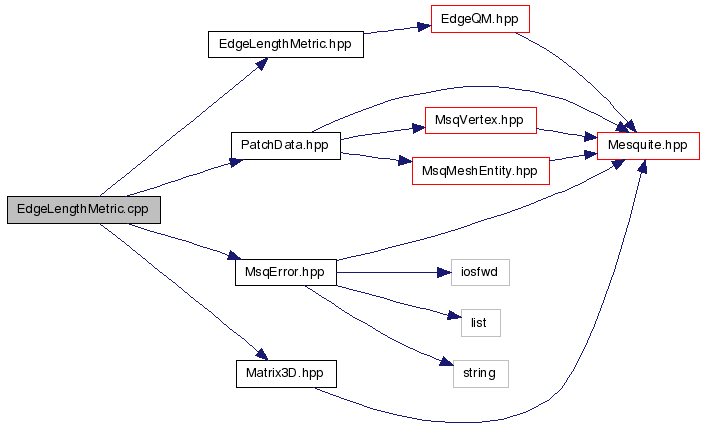 EdgeQM.hpp
EdgeLengthMetric.hpp
MsqVertex.hpp
PatchData.hpp
Mesquite.hpp
MsqMeshEntity.hpp
EdgeLengthMetric.cpp
MsqError.hpp
iosfwd
list
Matrix3D.hpp
string